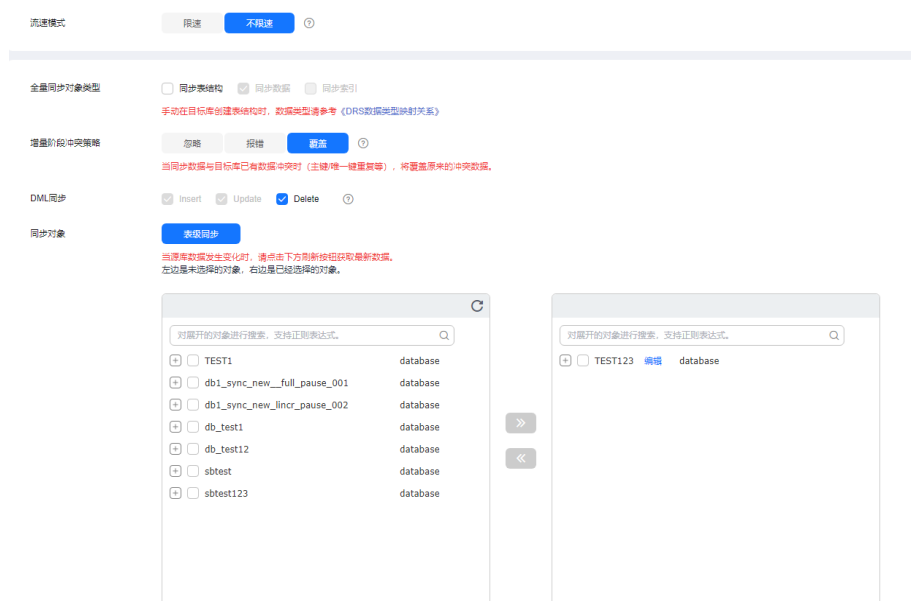 流速模式 限速 不限速
全量同步对象类型 同步表结构 同步数据 同步索引
手动在目标库创建表结构时，数据类型请参考《DRS数据类型映射关系》
增量阶段冲突策略 忽略 报错 覆盖
当同步数据与目标库已有数据冲突时（主键/唯一键重复等），将覆盖原来的冲突数据。
DML同步 Insert Update Delete
同步对象 表级同步
当源库数据发生变化时，请点击下方刷新按钮获取最新数据。
左边是未选择的对象，右边是已经选择的对象。
对展开的对象进行搜索，支持正则表达式。
TEST1 database
db1_sync_new__full_pause_001 database
db1_sync_new_lincr_pause_002 database
db_test1 database
db_test12 database
sbtest database
sbtest123 database
对展开的对象进行搜索，支持正则表达式。
TEST123 编辑 database